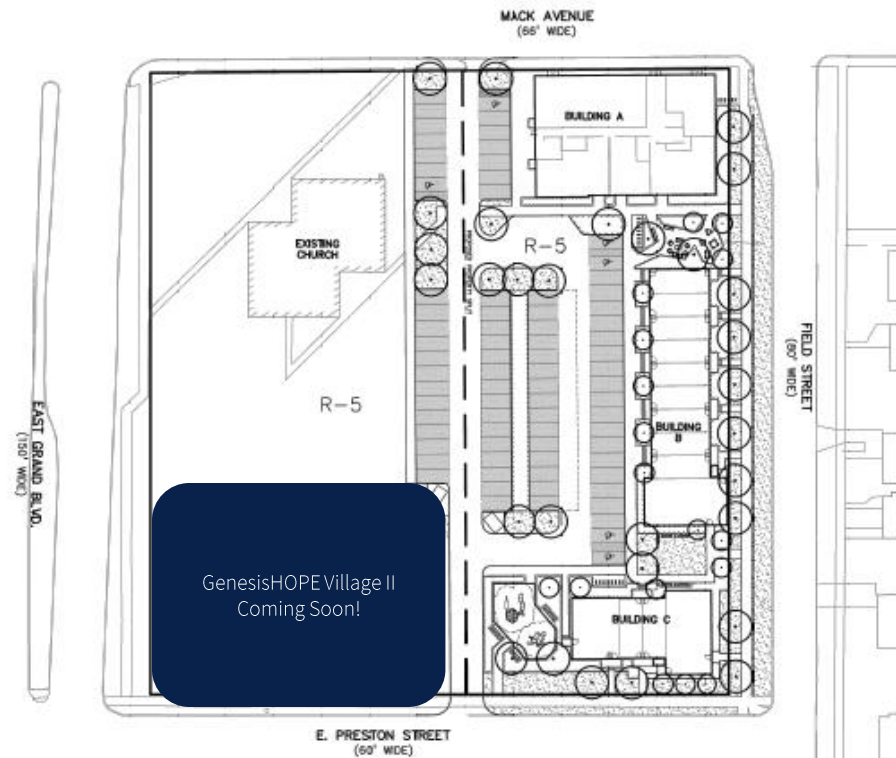 MACK AVENUE
(66' WIDE)
BUILDING A
EXISTING
CHURCH
R-5
R-5
FIELD STREET
(80' WIDE)
EAST GRAND BLVD.
(150' WIDE)
BUILDING
B
GenesisHOPE Village II
Coming Soon!
BUILDING C
E. PRESTON STREET
(60' WIDE)